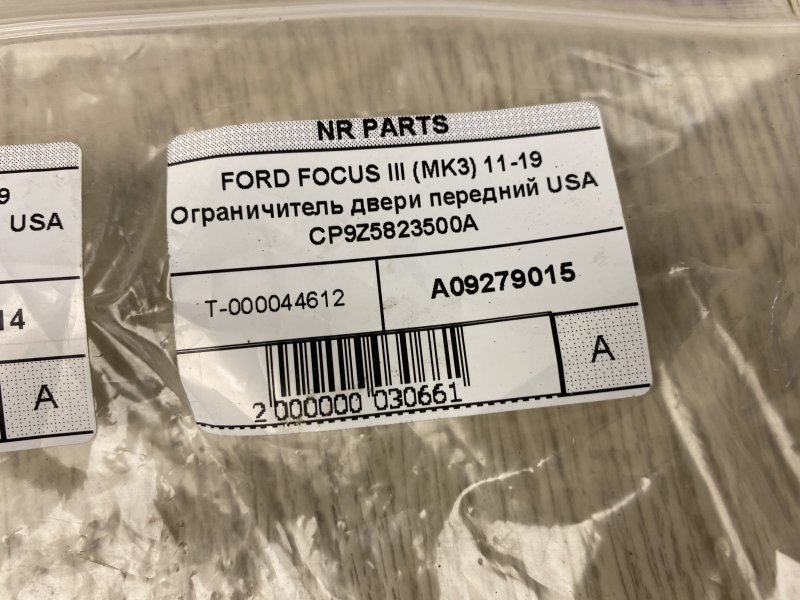 9
USA
14
A
NR PARTS
FORD FOCUS III (MK3) 11-19
Ограничитель двери передний USA
CP9Z5823500A
T-000044612
A09279015
A
2 000000 030661